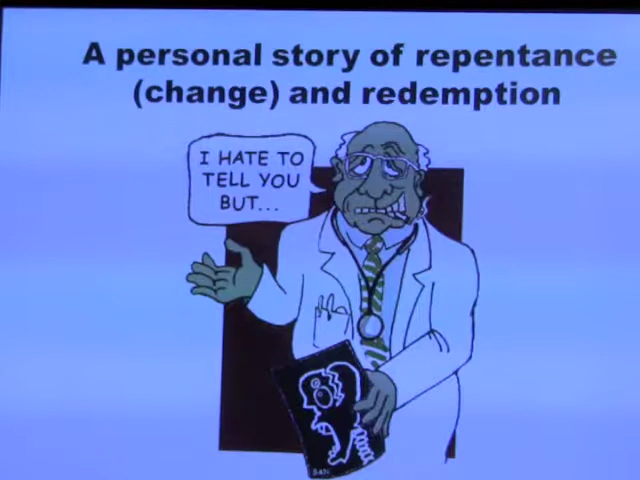 A personal story of repentance
(change) and redemption
I HATE TO
TELL YOU
BUT...